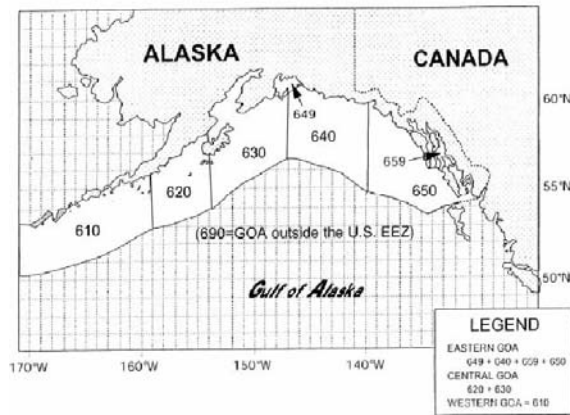 ALASKA
CANADA
60°N
649
640
630
659
620
650
55°N
610
(690=GOA outside the U.S. EEZ)
Gulf of Alaska
50°N
170°W
160°W
150°W
140°W
LEGEND
EASTERN GOA
649 + 640 + 659 + 650
CENTRAL GOA
620 + 630
WESTERN GOA = 610